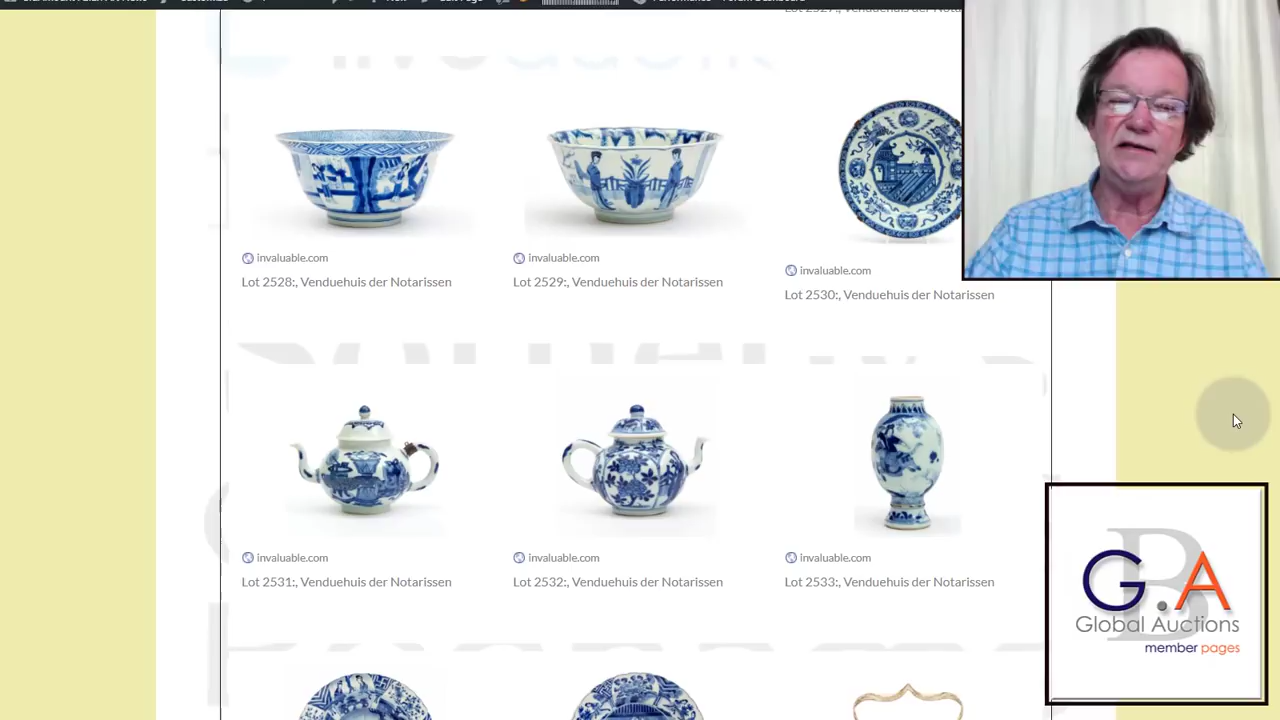 invaluable.com
Lot 2528:, Venduehuis der Notarissen
invaluable.com
Lot 2529:, Venduehuis der Notarissen
invaluable.com
Lot 2530:, Venduehuis der Notarissen
invaluable.com
Lot 2531:, Venduehuis der Notarissen
invaluable.com
Lot 2532:, Venduehuis der Notarissen
invaluable.com
Lot 2533:, Venduehuis der Notarissen
B
G.A
Global Auctions
member pages